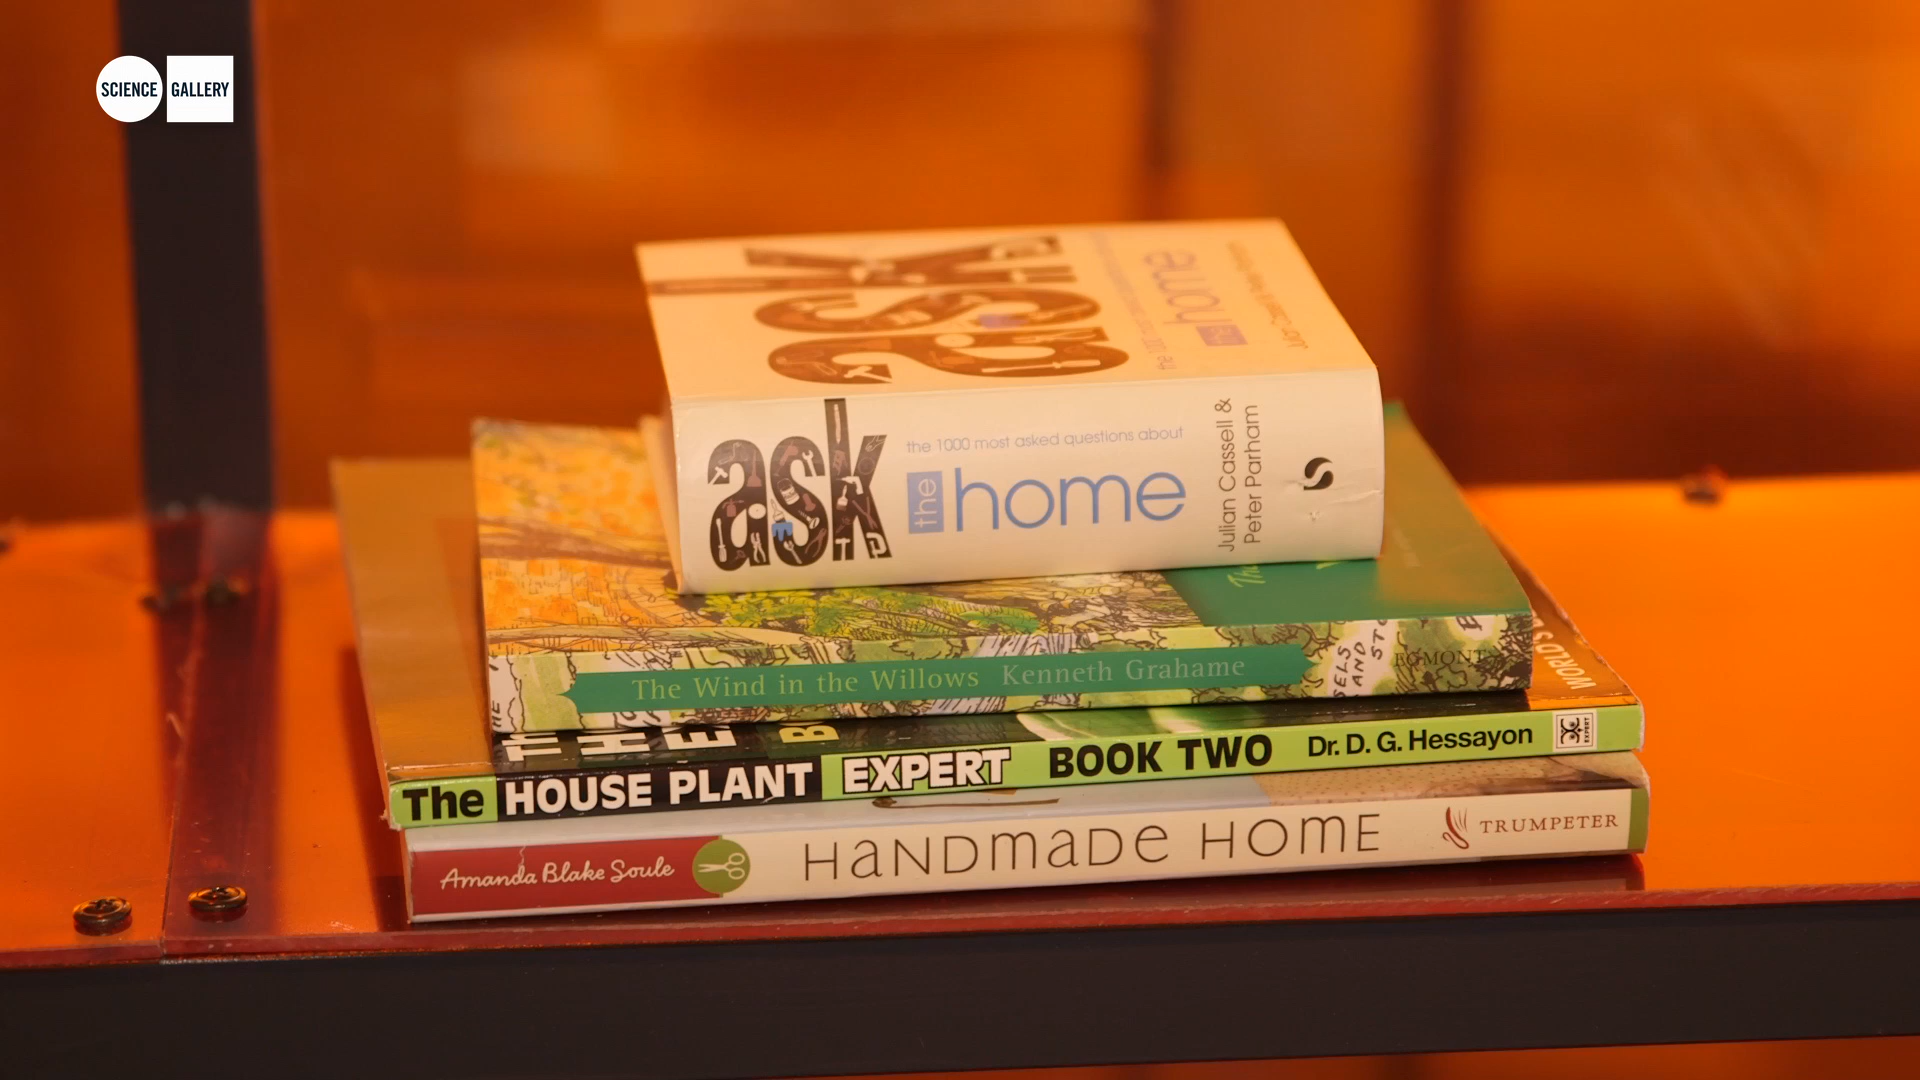 SCIENCE GALLERY
ask
the home
ask
the 1000 most asked questions about
the home
Julian Cassell &
Peter Parham
The Wind in the Willows Kenneth Grahame
EGMONT
The HOUSE PLANT EXPERT BOOK TWO Dr. D. G. Hessayon
EXPERT
Amanda Blake Soule HANDMADE HOME TRUMPETER